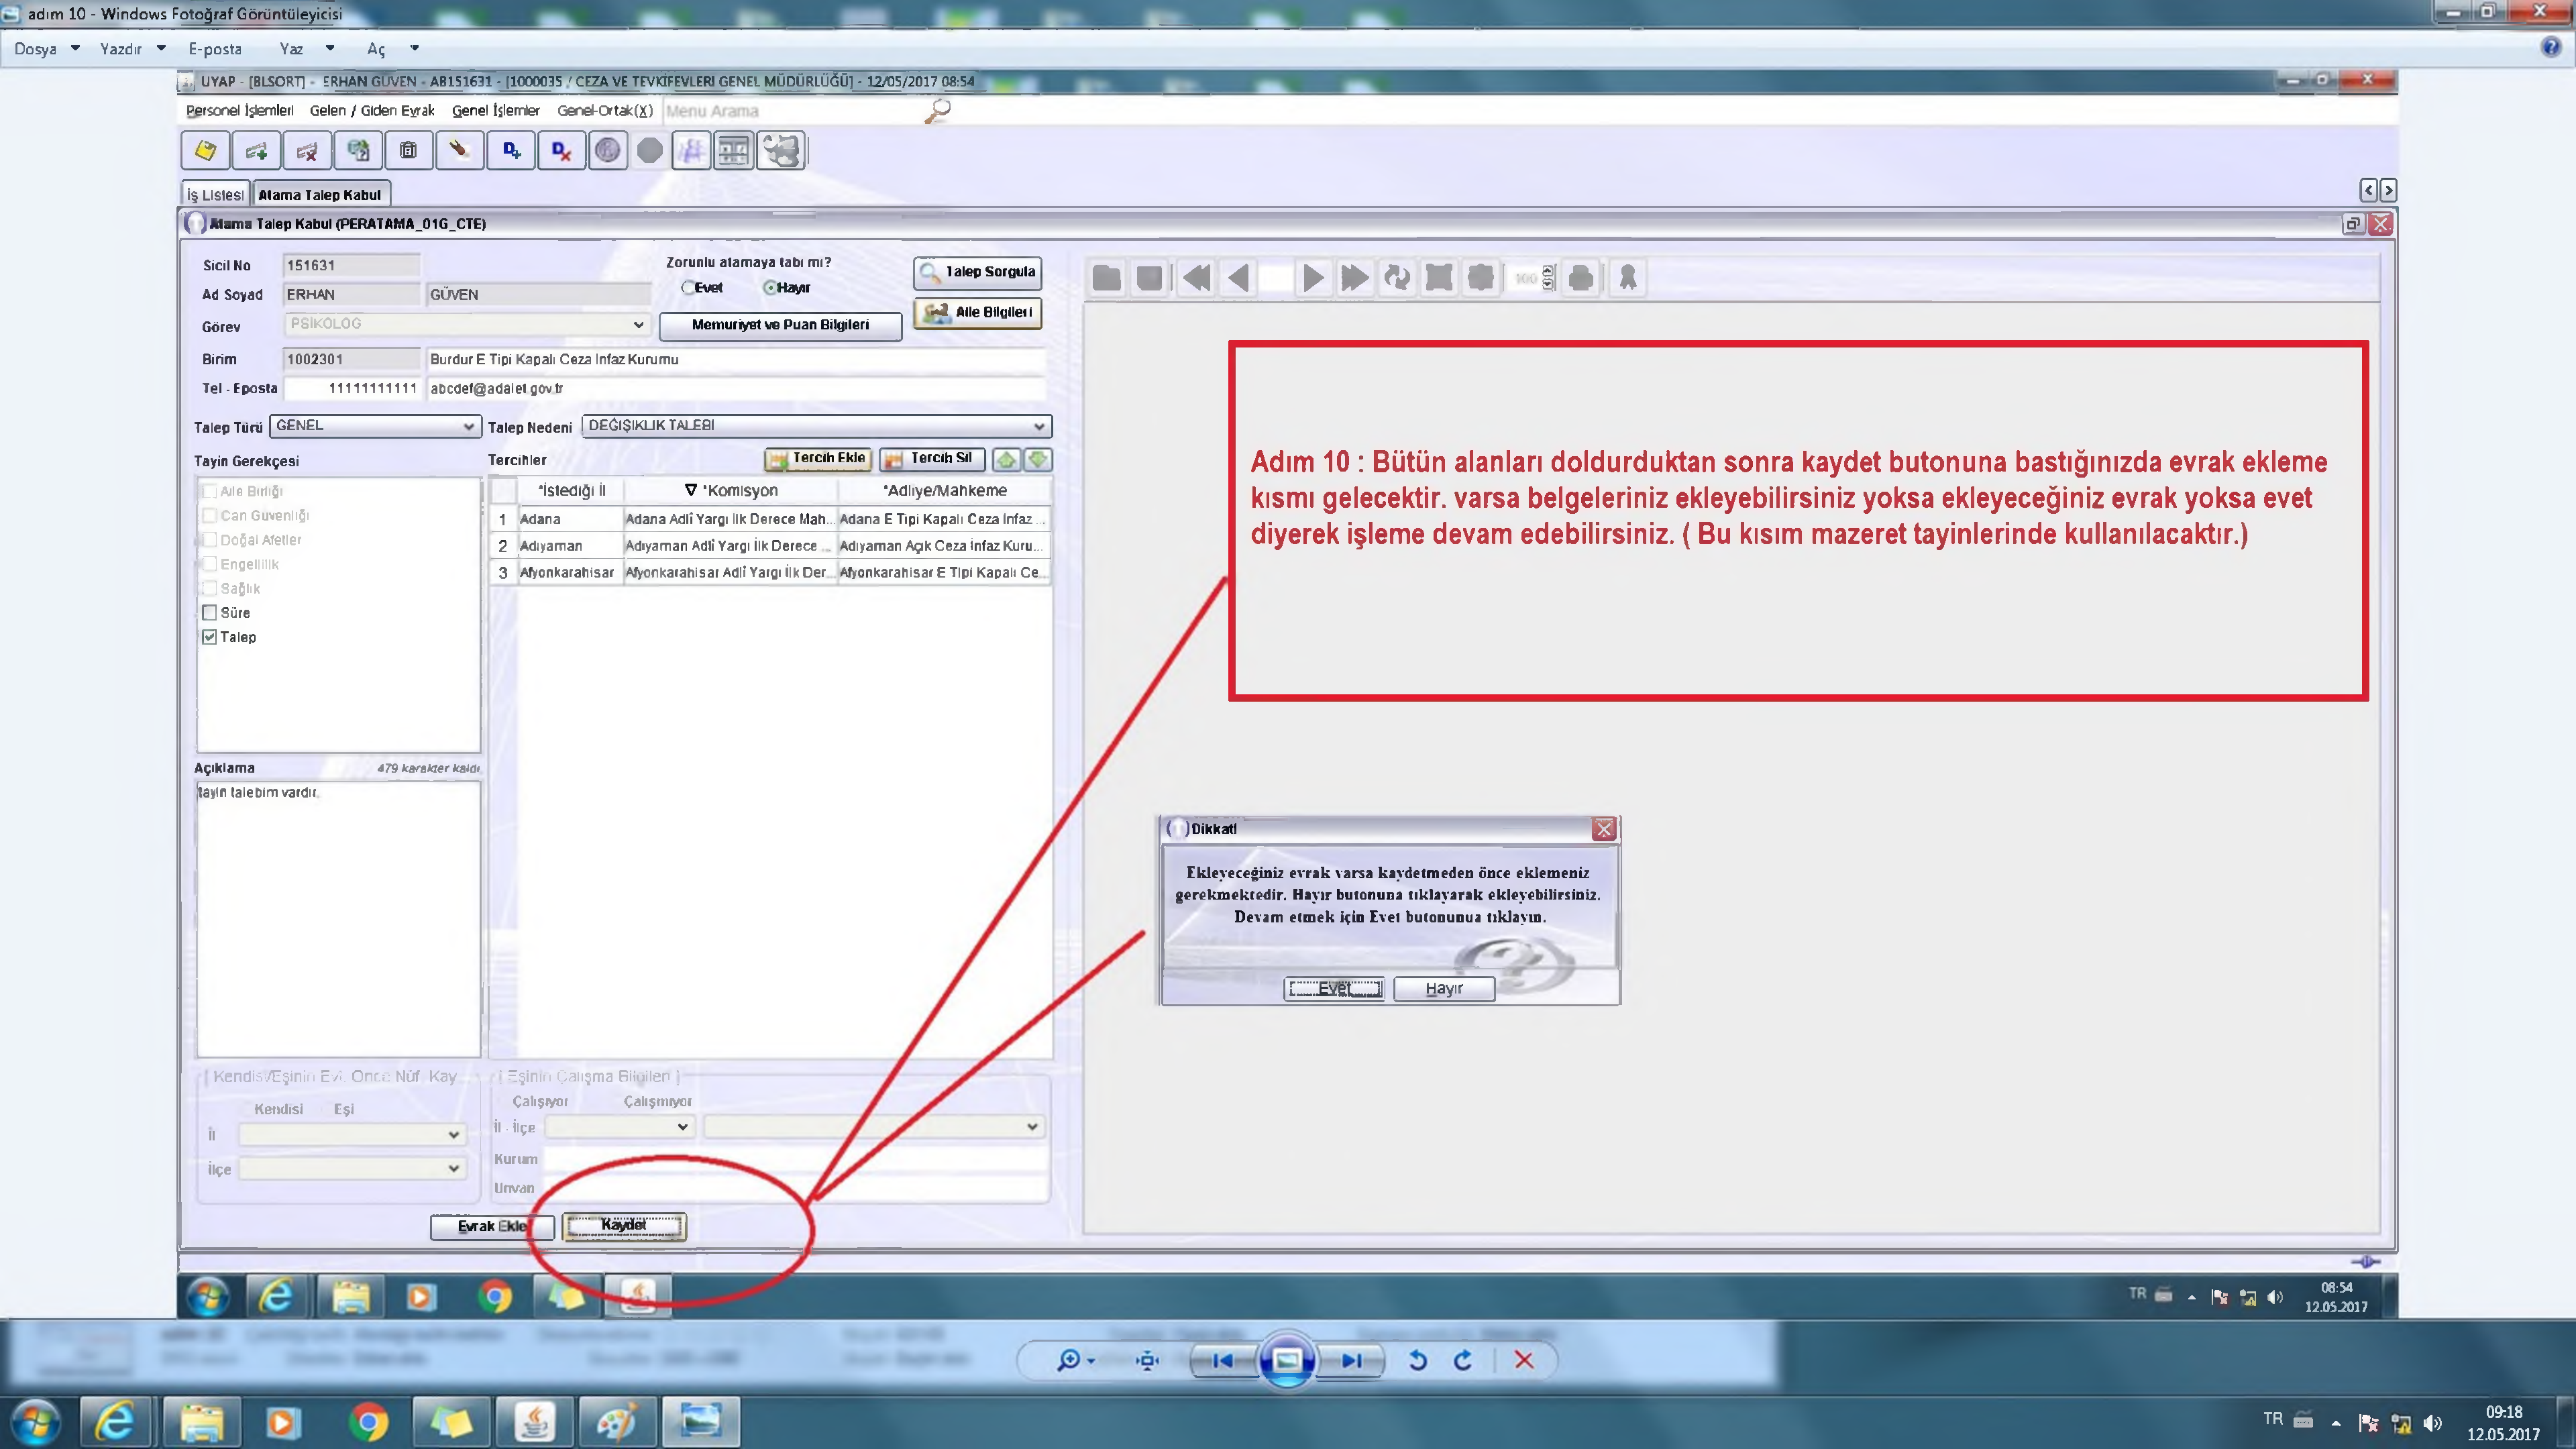 adım 10 - Windows Fotoğraf Görüntüleyicisi
Dosya Yazdır E-posta Yaz Aç
UYAP - [BLSORT] - ERHAN GÜVEN - AB151631 - [1000035 / CEZA VE TEVKİFEVLERİ GENEL MÜDÜRLÜĞÜ] - 12/05/2017 08:54
Personel İşlemleri Gelen / Giden Evrak Genel İşlemler Genel-Ortak(X) Menu Arama
İş Listesi Atama Talep Kabul
Atama Talep Kabul (PERATAMA_01G_CTE)
Sicil No 151631 Zorunlu atamaya tabi mi? Talep Sorgula
Ad Soyad ERHAN GÜVEN Evet Hayır
Görev PSİKOLOG Memuriyet ve Puan Bilgileri Aile Bilgileri
Birim 1002301 Burdur E Tipi Kapalı Ceza İnfaz Kurumu
Tel - Eposta 11111111111 abcdef@adalet.gov.tr
Talep Türü GENEL Talep Nedeni DEĞİŞİKLİK TALEBİ
Tayin Gerekçesi Tercihler Tercih Ekle Tercih Sil
*İstediği İl *Komisyon *Adliye/Mahkeme
1 Adana Adana Adlî Yargı İlk Derece Mah... Adana E Tipi Kapalı Ceza İnfaz ...
2 Adıyaman Adıyaman Adlî Yargı İlk Derece ... Adıyaman Açık Ceza İnfaz Kuru...
3 Afyonkarahisar Afyonkarahisar Adlî Yargı İlk Der... Afyonkarahisar E Tipi Kapalı Ce...
Aile Birliği
Can Güvenliği
Doğal Afetler
Engellilik
Sağlık
Süre
Talep
Adım 10 : Bütün alanları doldurduktan sonra kaydet butonuna bastığınızda evrak ekleme
kısmı gelecektir. varsa belgeleriniz ekleyebilirsiniz yoksa ekleyeceğiniz evrak yoksa evet
diyerek işleme devam edebilirsiniz. ( Bu kısım mazeret tayinlerinde kullanılacaktır.)
Açıklama 479 karakter kaldı.
tayin talebim vardır.
Dikkat!
Ekleyeceğiniz evrak varsa kaydetmeden önce eklemeniz
gerekmektedir. Hayır butonuna tıklayarak ekleyebilirsiniz.
Devam etmek için Evet butonunua tıklayın.
Evet Hayır
[ Kendis/Eşinin Evl. Önce Nüf. Kay. [ Eşinin Çalışma Bilgileri ]
Kendisi Eşi Çalışıyor Çalışmıyor
İl İl - İlçe
İlçe Kurum
Unvan
Evrak Ekle Kaydet
TR 08:54
12.05.2017
TR 09:18
12.05.2017